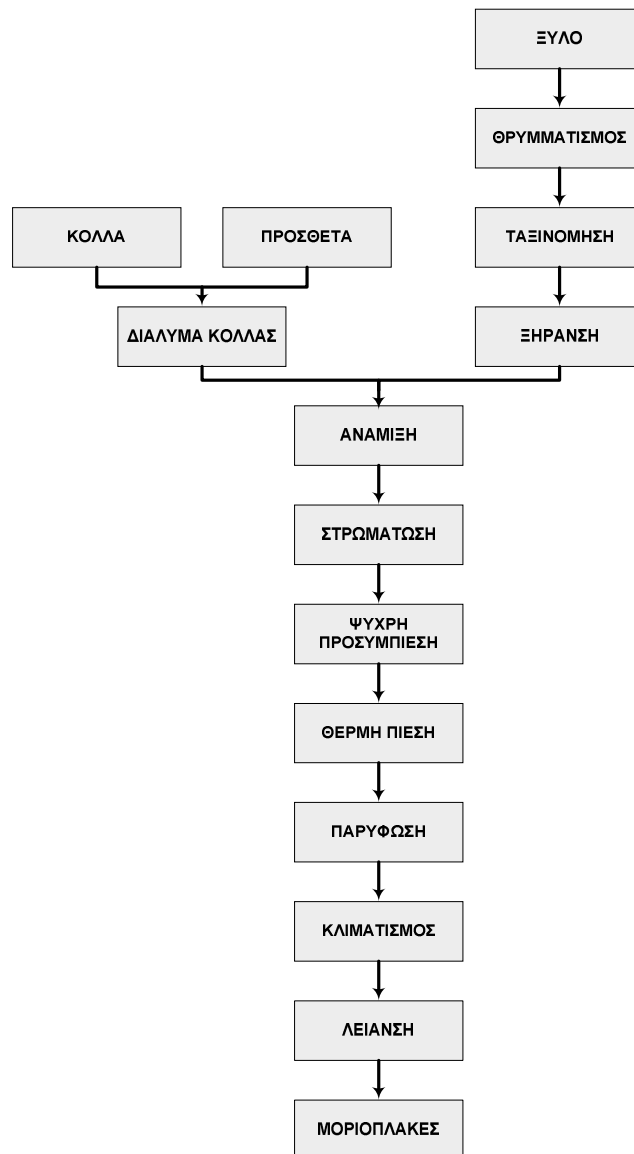 ΞΥΛΟ
ΘΡΥΜΜΑΤΙΣΜΟΣ
ΚΟΛΛΑ
ΠΡΟΣΘΕΤΑ
ΤΑΞΙΝΟΜΗΣΗ
ΔΙΑΛΥΜΑ ΚΟΛΛΑΣ
ΞΗΡΑΝΣΗ
ΑΝΑΜΙΞΗ
ΣΤΡΩΜΑΤΩΣΗ
ΨΥΧΡΗ
ΠΡΟΣΥΜΠΙΕΣΗ
ΘΕΡΜΗ ΠΙΕΣΗ
ΠΑΡΥΦΩΣΗ
ΚΛΙΜΑΤΙΣΜΟΣ
ΛΕΙΑΝΣΗ
ΜΟΡΙΟΠΛΑΚΕΣ